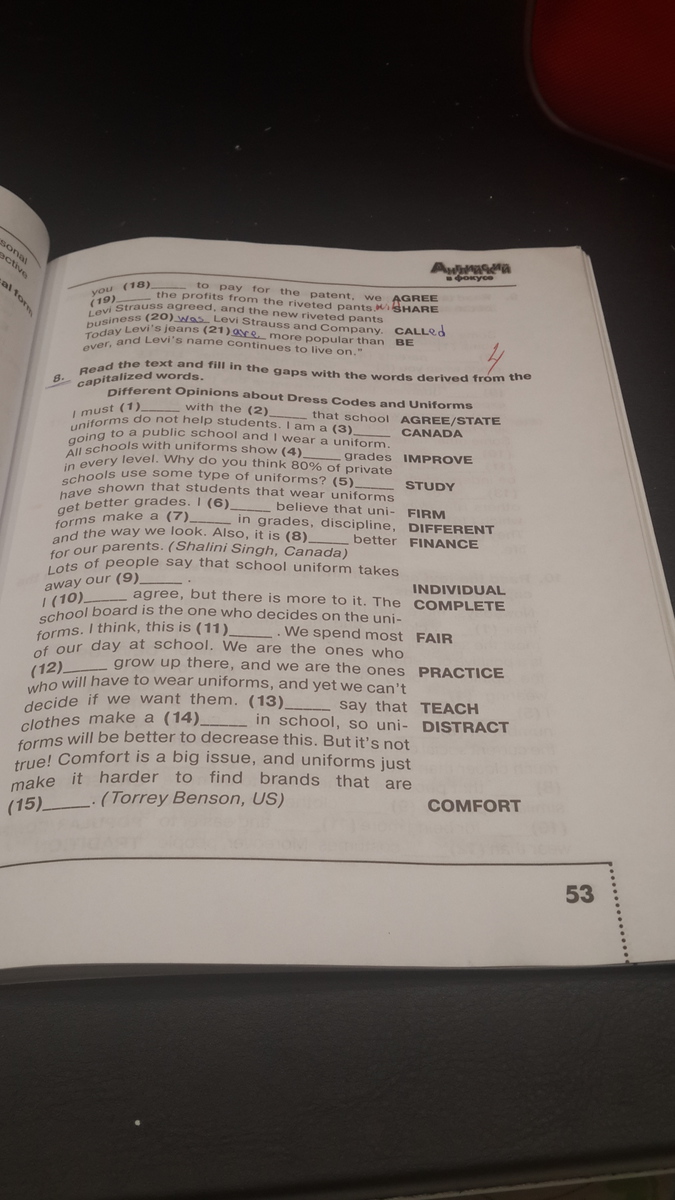 sonal
ective
al form
Английский
в фокусе
you (18)_____ to pay for the patent, we AGREE
(19)_____ the profits from the riveted pants. SHARE
Levi Strauss agreed, and the new riveted pants
business (20) was Levi Strauss and Company. CALLed
Today Levi's jeans (21) are more popular than BE
ever, and Levi's name continues to live on."
4
8. Read the text and fill in the gaps with the words derived from the
capitalized words.
Different Opinions about Dress Codes and Uniforms
I must (1)_____ with the (2)_____ that school AGREE/STATE
uniforms do not help students. I am a (3)_____ CANADA
going to a public school and I wear a uniform.
All schools with uniforms show (4)_____ grades IMPROVE
in every level. Why do you think 80% of private
schools use some type of uniforms? (5)_____ STUDY
have shown that students that wear uniforms
get better grades. I (6)_____ believe that uni- FIRM
forms make a (7)_____ in grades, discipline, DIFFERENT
and the way we look. Also, it is (8)_____ better FINANCE
for our parents. (Shalini Singh, Canada)
Lots of people say that school uniform takes
away our (9)_____ . INDIVIDUAL
I (10)_____ agree, but there is more to it. The COMPLETE
school board is the one who decides on the uni-
forms. I think, this is (11)_____ . We spend most FAIR
of our day at school. We are the ones who
(12)_____ grow up there, and we are the ones PRACTICE
who will have to wear uniforms, and yet we can't
decide if we want them. (13)_____ say that TEACH
clothes make a (14)_____ in school, so uni- DISTRACT
forms will be better to decrease this. But it's not
true! Comfort is a big issue, and uniforms just
make it harder to find brands that are
(15)_____. (Torrey Benson, US) COMFORT
53